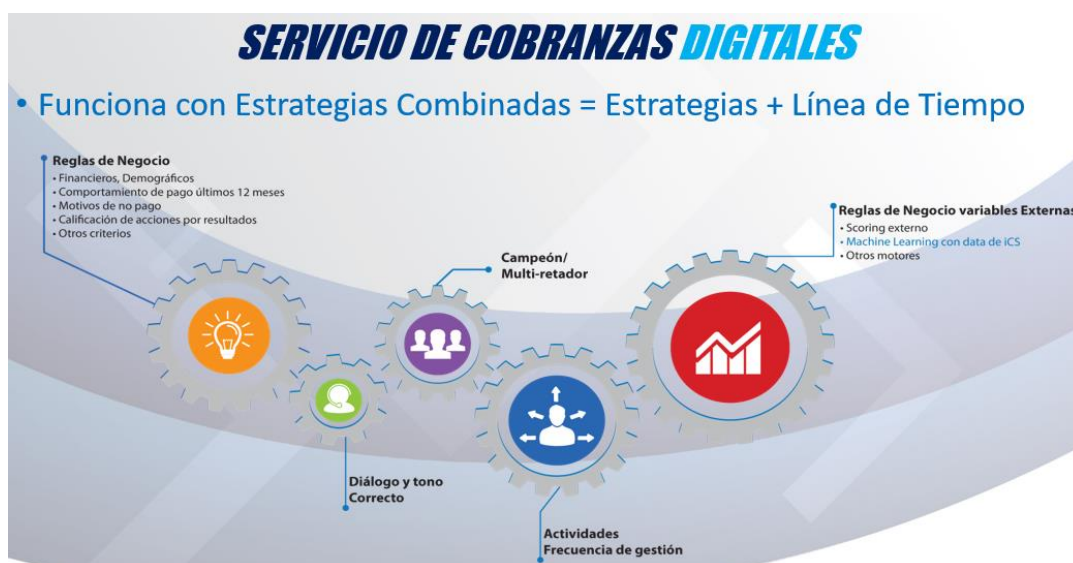 SERVICIO DE COBRANZAS DIGITALES
• Funciona con Estrategias Combinadas = Estrategias + Línea de Tiempo
Reglas de Negocio
• Financieros, Demográficos
• Comportamiento de pago últimos 12 meses
• Motivos de no pago
• Calificación de acciones por resultados
• Otros criterios
Campeón/
Multi-retador
Reglas de Negocio variables Externas
• Scoring externo
• Machine Learning con data de iCS
• Otros motores
Diálogo y tono
Correcto
Actividades
Frecuencia de gestión